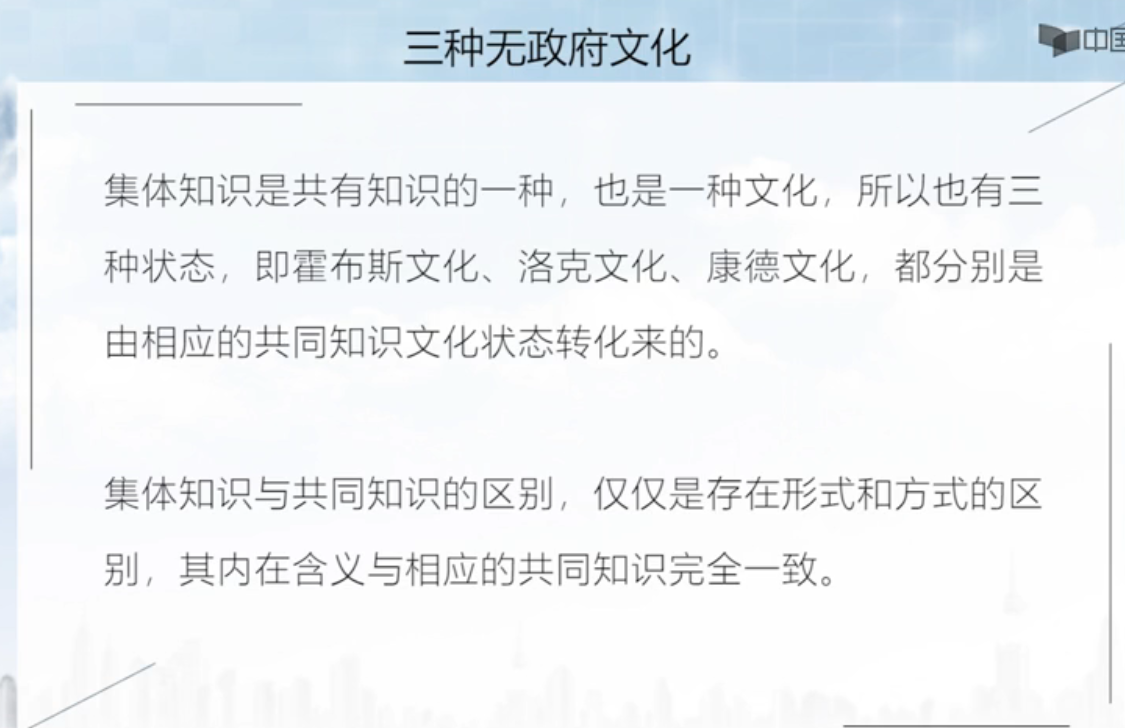 三种无政府文化
中国
集体知识是共有知识的一种，也是一种文化，所以也有三
种状态，即霍布斯文化、洛克文化、康德文化，都分别是
由相应的共同知识文化状态转化来的。
集体知识与共同知识的区别，仅仅是存在形式和方式的区
别，其内在含义与相应的共同知识完全一致。